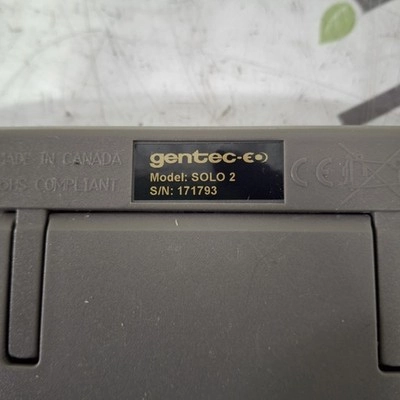 MADE IN CANADA
ROHS COMPLIANT
gentec-eo
Model: SOLO 2
S/N: 171793
CE